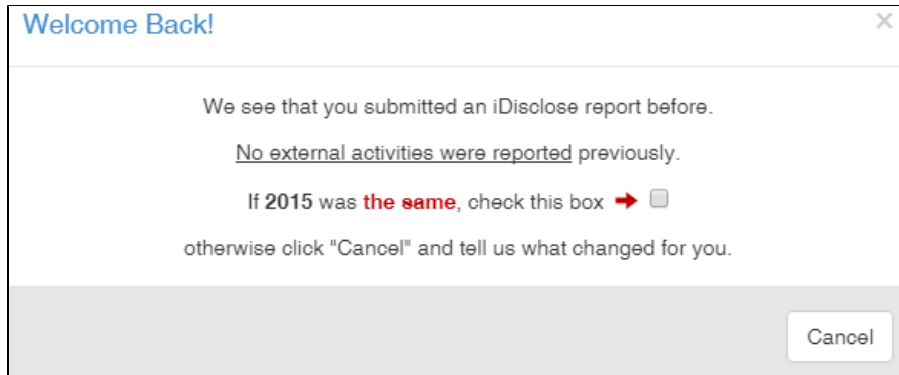 Welcome Back!
×
We see that you submitted an iDisclose report before.
No external activities were reported previously.
If 2015 was the same, check this box
otherwise click "Cancel" and tell us what changed for you.
Cancel